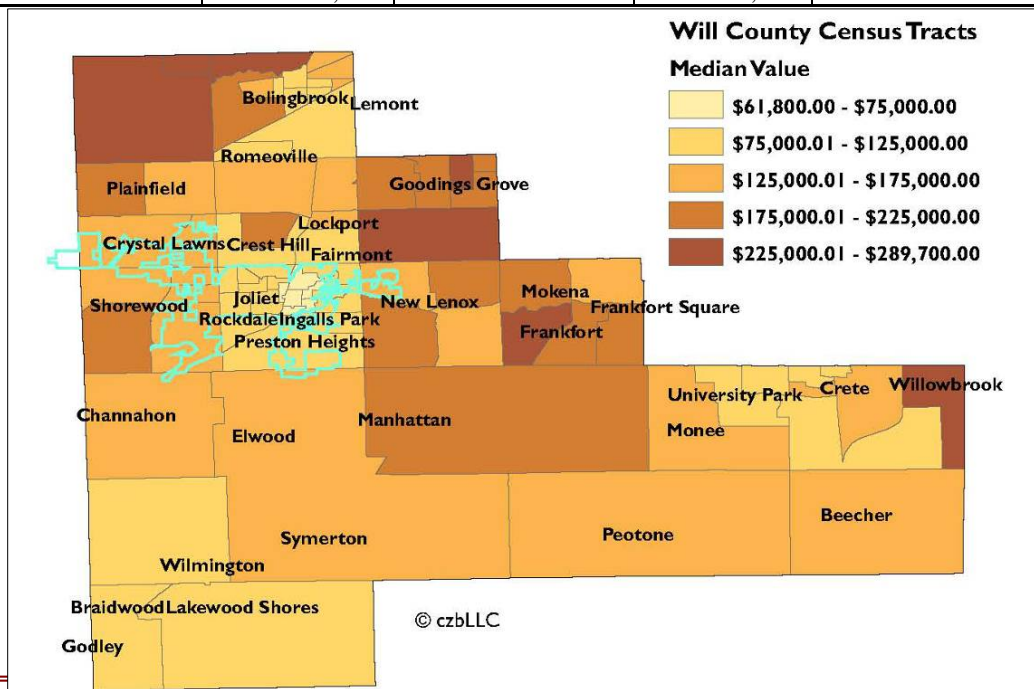 Will County Census Tracts
Median Value
$61,800.00 - $75,000.00
$75,000.01 - $125,000.00
$125,000.01 - $175,000.00
$175,000.01 - $225,000.00
$225,000.01 - $289,700.00
Bolingbrook
Lemont
Romeoville
Plainfield
Goodings Grove
Lockport
Crystal Lawns
Crest Hill
Fairmont
Shorewood
Joliet
New Lenox
Mokena
Frankfort Square
Rockdale
Ingalls Park
Frankfort
Preston Heights
Channahon
Elwood
Manhattan
University Park
Crete
Willowbrook
Monee
Symerton
Peotone
Beecher
Wilmington
Braidwood
Lakewood Shores
Godley
© czbLLC